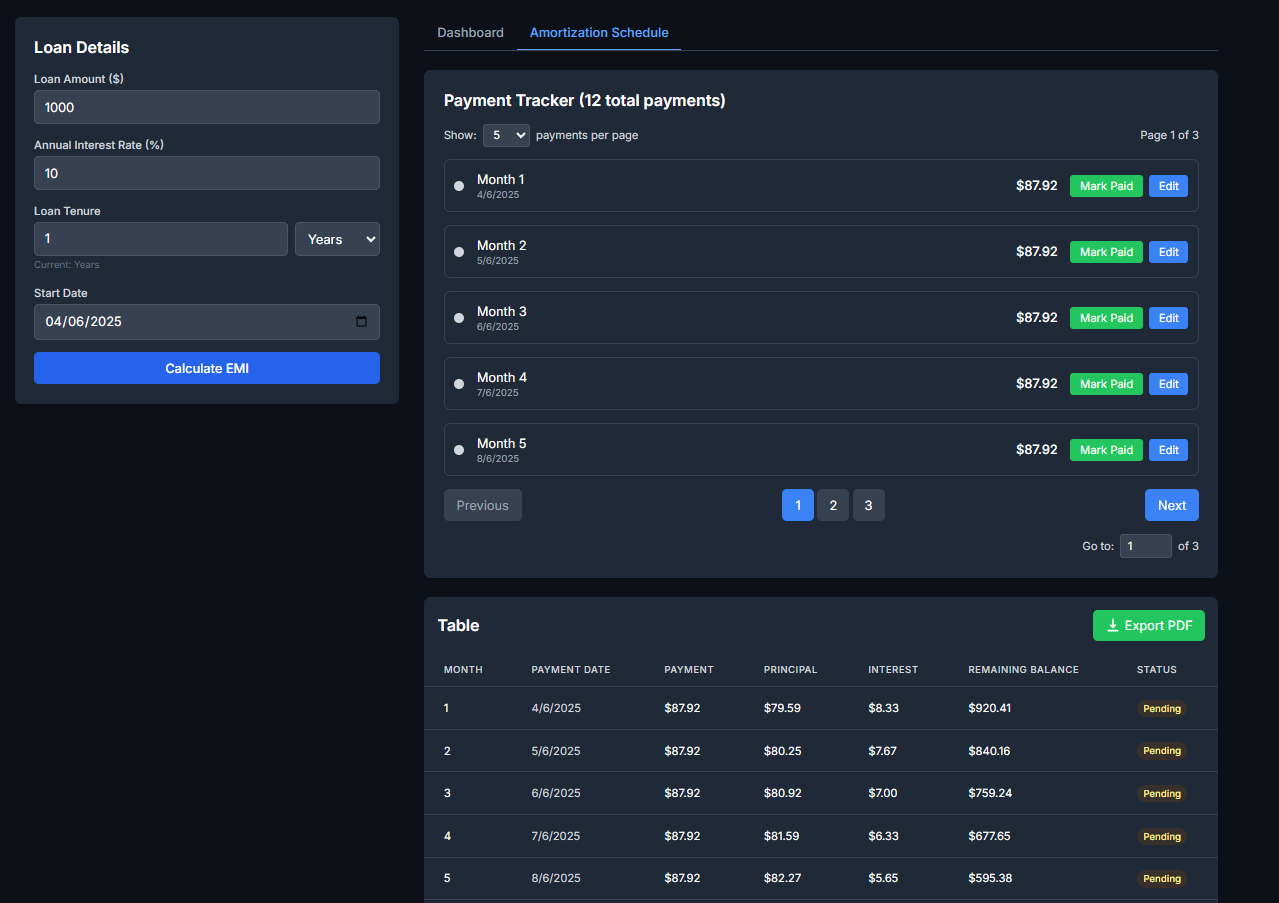 Loan Details
Loan Amount ($)
1000
Annual Interest Rate (%)
10
Loan Tenure
1 Years
Current: Years
Start Date
04/06/2025
Calculate EMI
Dashboard Amortization Schedule
Payment Tracker (12 total payments)
Show: 5 payments per page Page 1 of 3
Month 1
4/6/2025
$87.92 Mark Paid Edit
Month 2
5/6/2025
$87.92 Mark Paid Edit
Month 3
6/6/2025
$87.92 Mark Paid Edit
Month 4
7/6/2025
$87.92 Mark Paid Edit
Month 5
8/6/2025
$87.92 Mark Paid Edit
Previous 1 2 3 Next
Go to: 1 of 3
Table Export PDF
MONTH PAYMENT DATE PAYMENT PRINCIPAL INTEREST REMAINING BALANCE STATUS
1 4/6/2025 $87.92 $79.59 $8.33 $920.41 Pending
2 5/6/2025 $87.92 $80.25 $7.67 $840.16 Pending
3 6/6/2025 $87.92 $80.92 $7.00 $759.24 Pending
4 7/6/2025 $87.92 $81.59 $6.33 $677.65 Pending
5 8/6/2025 $87.92 $82.27 $5.65 $595.38 Pending